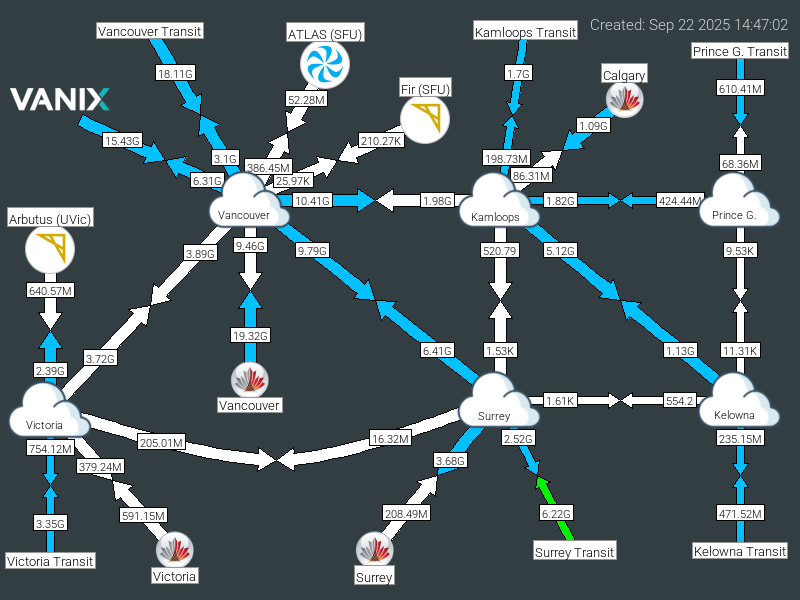 Created: Sep 22 2025 14:47:02
Vancouver Transit
ATLAS (SFU)
Kamloops Transit
Prince G. Transit
18.11G
1.7G
Calgary
Fir (SFU)
610.41M
VANIX
52.28M
1.09G
15.43G
210.27K
3.1G
198.73M
68.36M
386.45M
86.31M
6.31G
25.97K
10.41G
1.98G
1.82G
424.44M
Vancouver
Kamloops
Prince G.
Arbutus (UVic)
3.89G
9.46G
9.79G
520.79
5.12G
9.53K
640.57M
19.32G
3.72G
6.41G
1.53K
1.13G
11.31K
2.39G
Vancouver
1.61K
554.2
Victoria
Surrey
Kelowna
754.12M
205.01M
16.32M
2.52G
235.15M
379.24M
3.68G
3.35G
591.15M
208.49M
6.22G
471.52M
Victoria Transit
Victoria
Surrey
Surrey Transit
Kelowna Transit